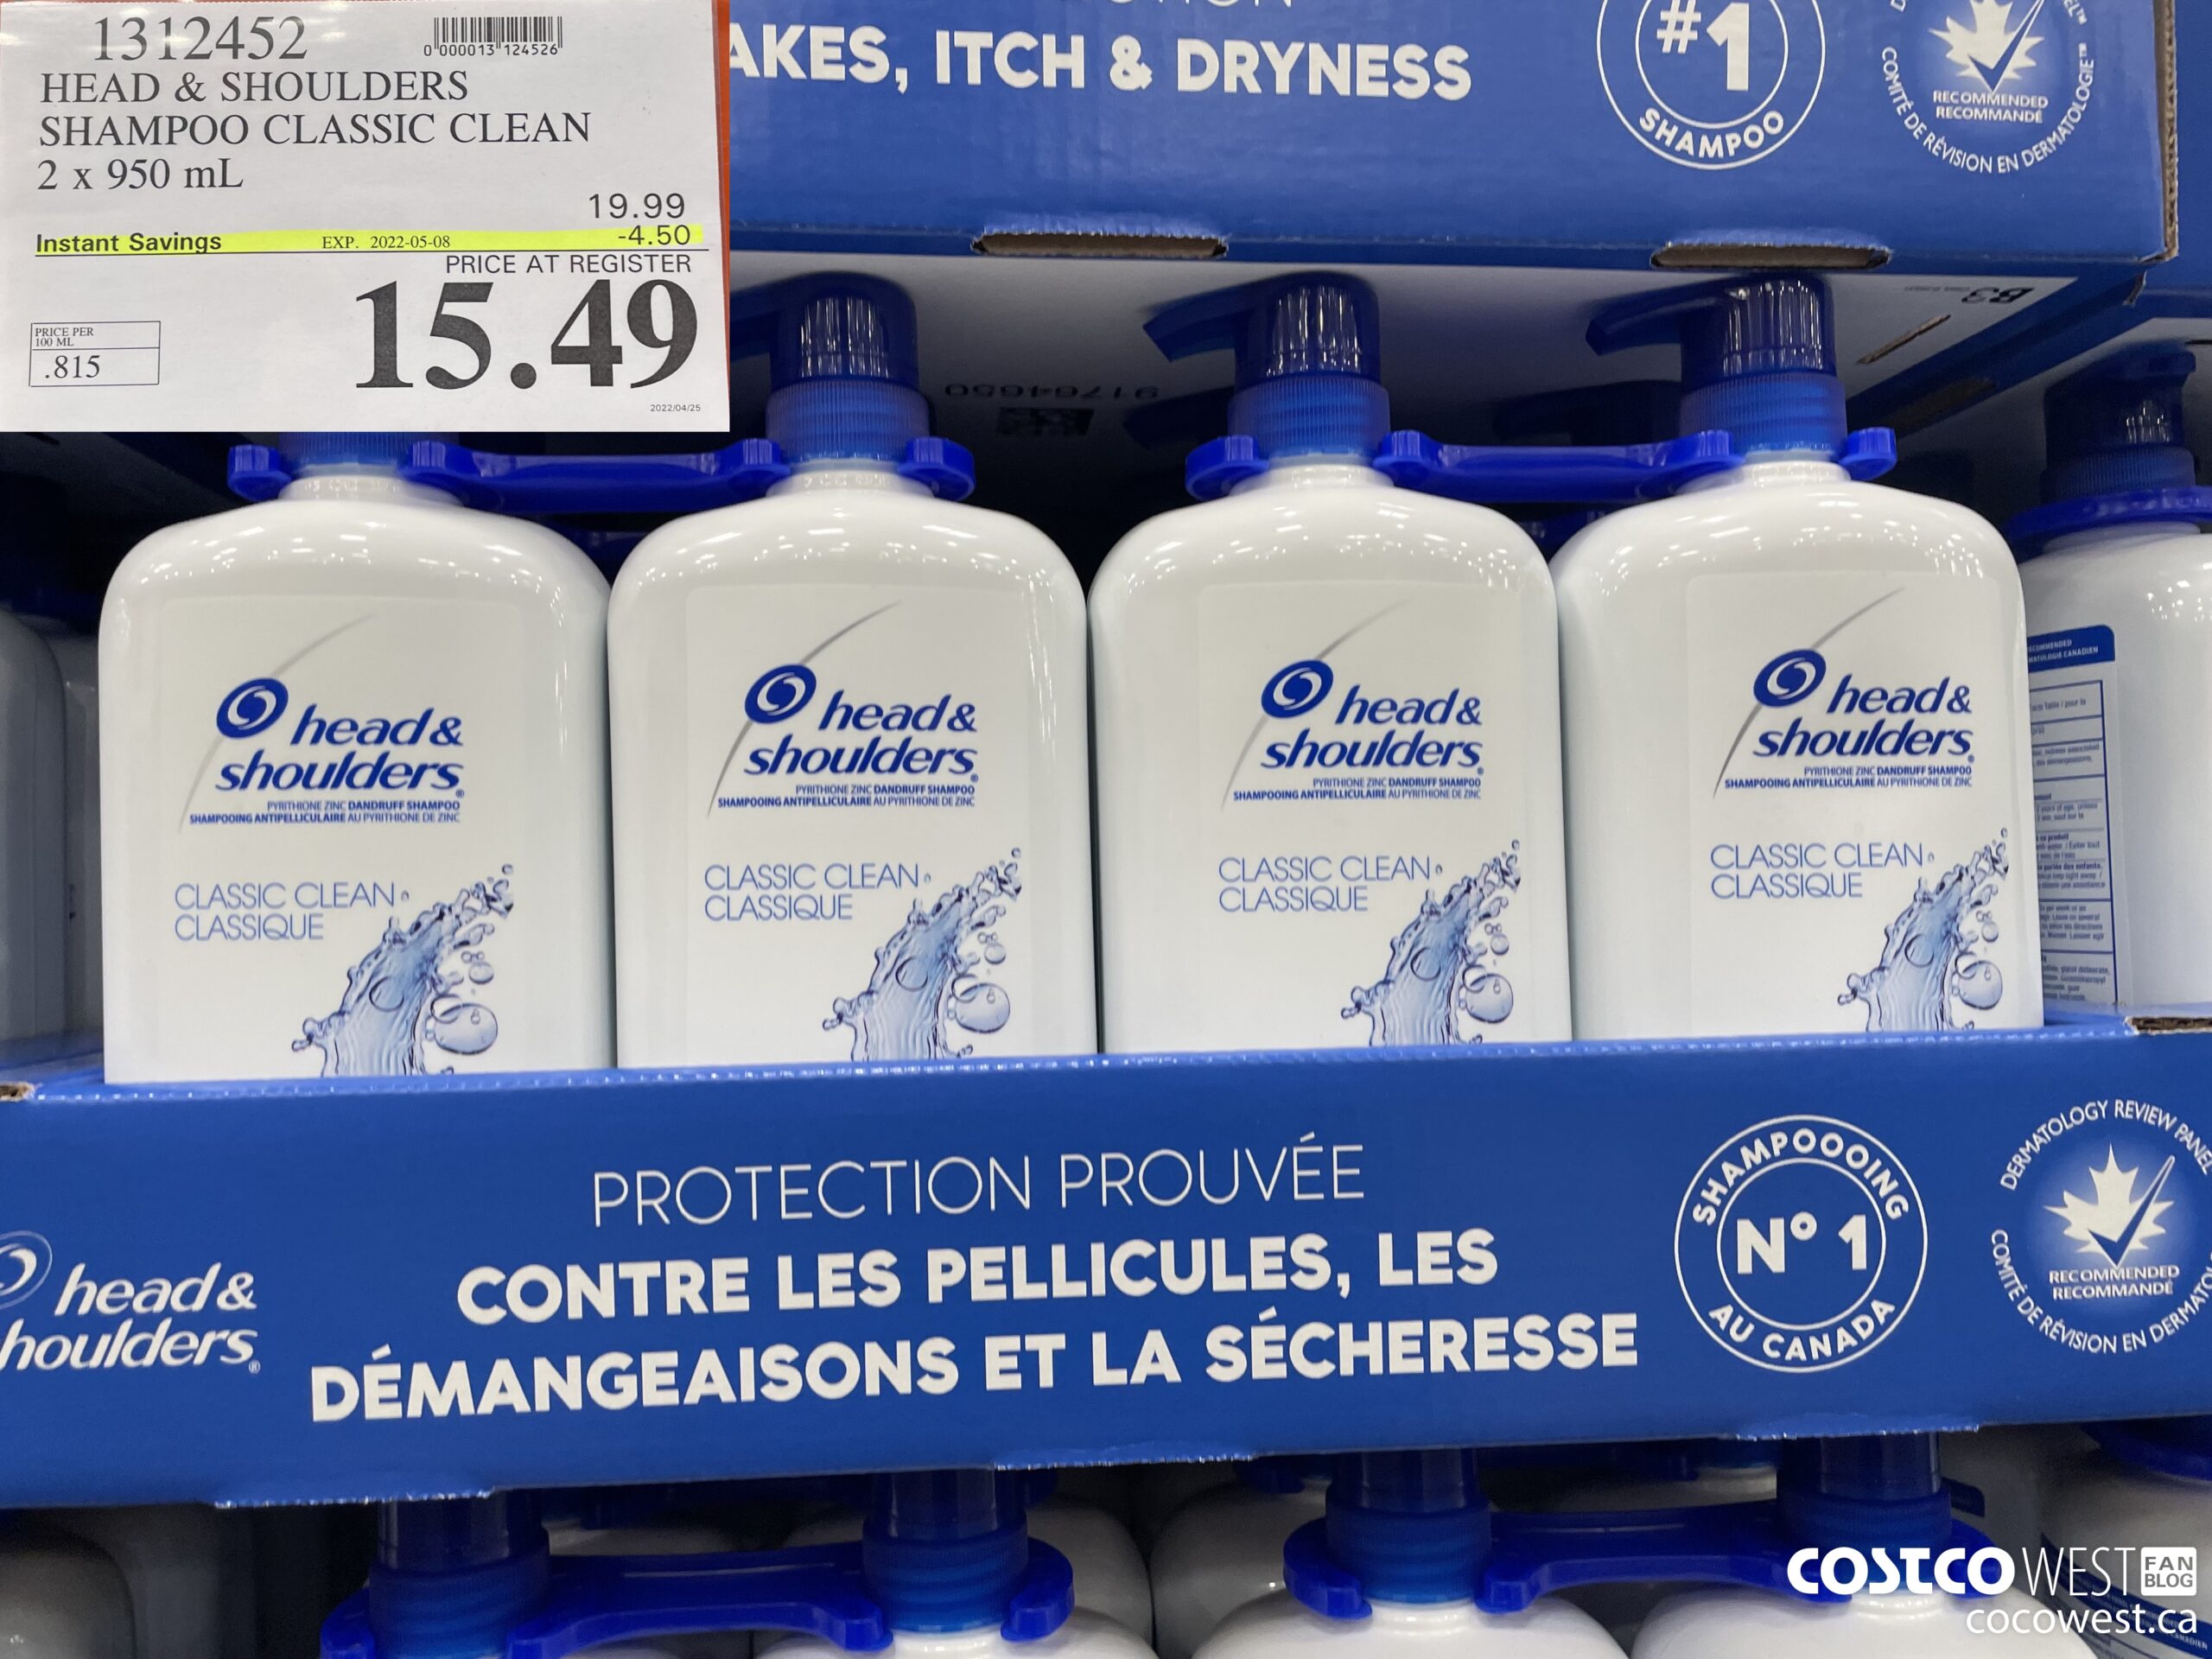 1312452
0 000013 124526
HEAD & SHOULDERS
SHAMPOO CLASSIC CLEAN
2 x 950 mL
19.99
Instant Savings EXP. 2022-05-08 -4.50
PRICE AT REGISTER
15.49
PRICE PER
100 ML
.815
2022/04/25
ITCH & DRYNESS
#1
SHAMPOO
RECOMMENDED
RECOMMANDÉ
COMITÉ DE RÉVISION EN DERMATOLOGIE™
B3
91764650
head&
shoulders®
PYRITHIONE ZINC DANDRUFF SHAMPOO
SHAMPOOING ANTIPELLICULAIRE AU PYRITHIONE DE ZINC
CLASSIC CLEAN
CLASSIQUE
head&
shoulders®
PYRITHIONE ZINC DANDRUFF SHAMPOO
SHAMPOOING ANTIPELLICULAIRE AU PYRITHIONE DE ZINC
CLASSIC CLEAN
CLASSIQUE
head&
shoulders®
PYRITHIONE ZINC DANDRUFF SHAMPOO
SHAMPOOING ANTIPELLICULAIRE AU PYRITHIONE DE ZINC
CLASSIC CLEAN
CLASSIQUE
head&
shoulders®
PYRITHIONE ZINC DANDRUFF SHAMPOO
SHAMPOOING ANTIPELLICULAIRE AU PYRITHIONE DE ZINC
CLASSIC CLEAN
CLASSIQUE
head&
houlders®
PROTECTION PROUVÉE
CONTRE LES PELLICULES, LES
DÉMANGEAISONS ET LA SÉCHERESSE
SHAMPOOOING
Nº 1
AU CANADA
DERMATOLOGY REVIEW PANEL
RECOMMENDED
RECOMMANDÉ
COMITÉ DE RÉVISION EN DERMATO
COSTCO WEST FAN BLOG
cocowest.ca